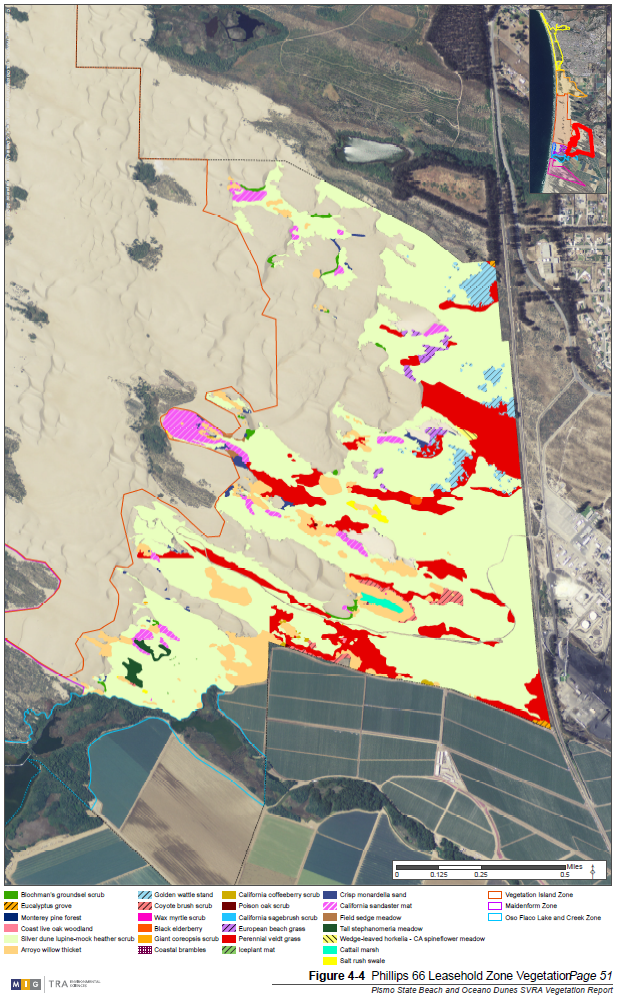 Miles
0
0.125
0.25
0.5
Blochman's groundsel scrub
Eucalyptus grove
Monterey pine forest
Coast live oak woodland
Silver dune lupine-mock heather scrub
Arroyo willow thicket
Golden wattle stand
Coyote brush scrub
Wax myrtle scrub
Black elderberry
Giant coreopsis scrub
Coastal brambles
California coffeeberry scrub
Poison oak scrub
California sagebrush scrub
European beach grass
Perennial veldt grass
Iceplant mat
Crisp monardella sand
California sandaster mat
Field sedge meadow
Tall stephanomeria meadow
Wedge-leaved horkelia - CA spineflower meadow
Cattail marsh
Salt rush swale
Vegetation Island Zone
Maidenform Zone
Oso Flaco Lake and Creek Zone
MIG TRA ENVIRONMENTAL SCIENCES
Figure 4-4 Phillips 66 Leasehold Zone Vegetation Page 51
Pismo State Beach and Oceano Dunes SVRA Vegetation Report